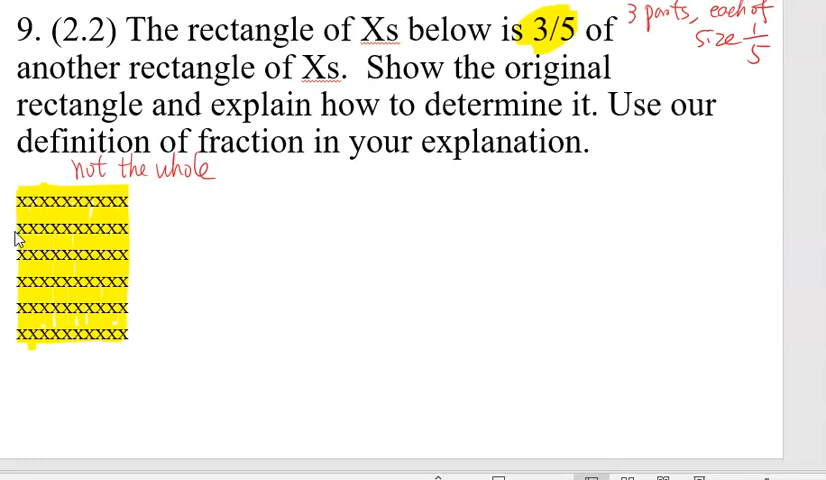 9. (2.2) The rectangle of Xs below is 3/5 of
3 parts, each of
size 1/5
another rectangle of Xs. Show the original
rectangle and explain how to determine it. Use our
definition of fraction in your explanation.
not the whole
xxxxxxxxxx
xxxxxxxxxx
xxxxxxxxxx
xxxxxxxxxx
xxxxxxxxxx
xxxxxxxxxx